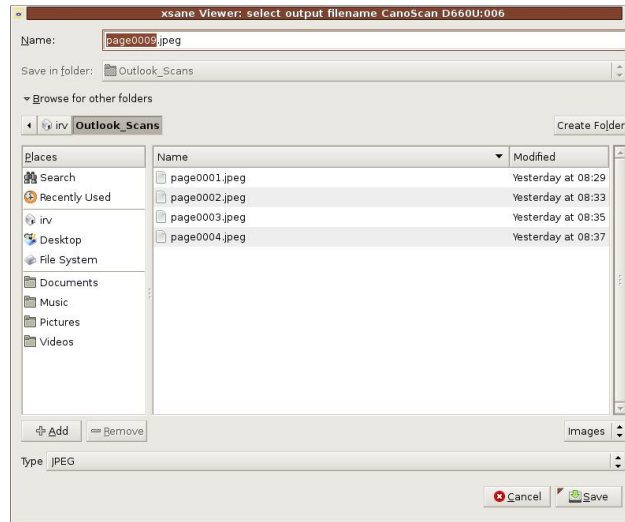 xsane Viewer: select output filename CanoScan D660U:006
Name: page0009.jpeg
Save in folder: Outlook_Scans
Browse for other folders
irv Outlook_Scans Create Folder
Places Name Modified
Search page0001.jpeg Yesterday at 08:29
Recently Used page0002.jpeg Yesterday at 08:33
irv page0003.jpeg Yesterday at 08:35
Desktop page0004.jpeg Yesterday at 08:37
File System
Documents
Music
Pictures
Videos
Add Remove Images
Type JPEG
Cancel Save